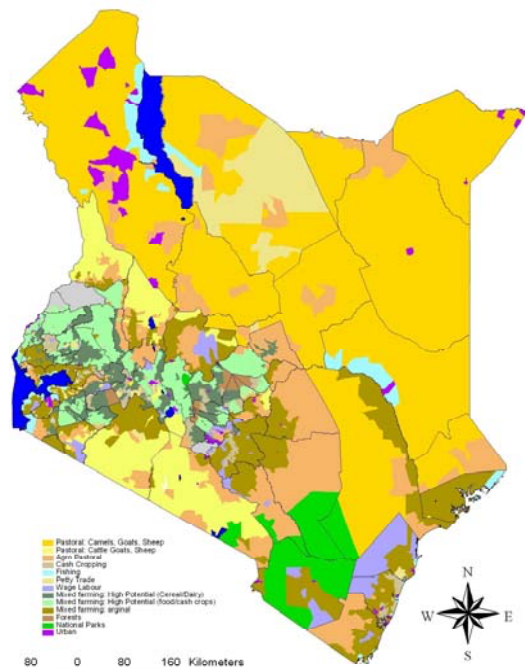 Pastoral: Camels, Goats, Sheep
Pastoral: Cattle Goats, Sheep
Agro Pastoral
Cash Cropping
Fishing
Petty Trade
Wage Labour
Mixed farming: High Potential (Cereal/Dairy)
Mixed farming: High Potential (food/cash crops)
Mixed farming: arginal
Forests
National Parks
Urban
80 0 80 160 Kilometers
N
W E
S